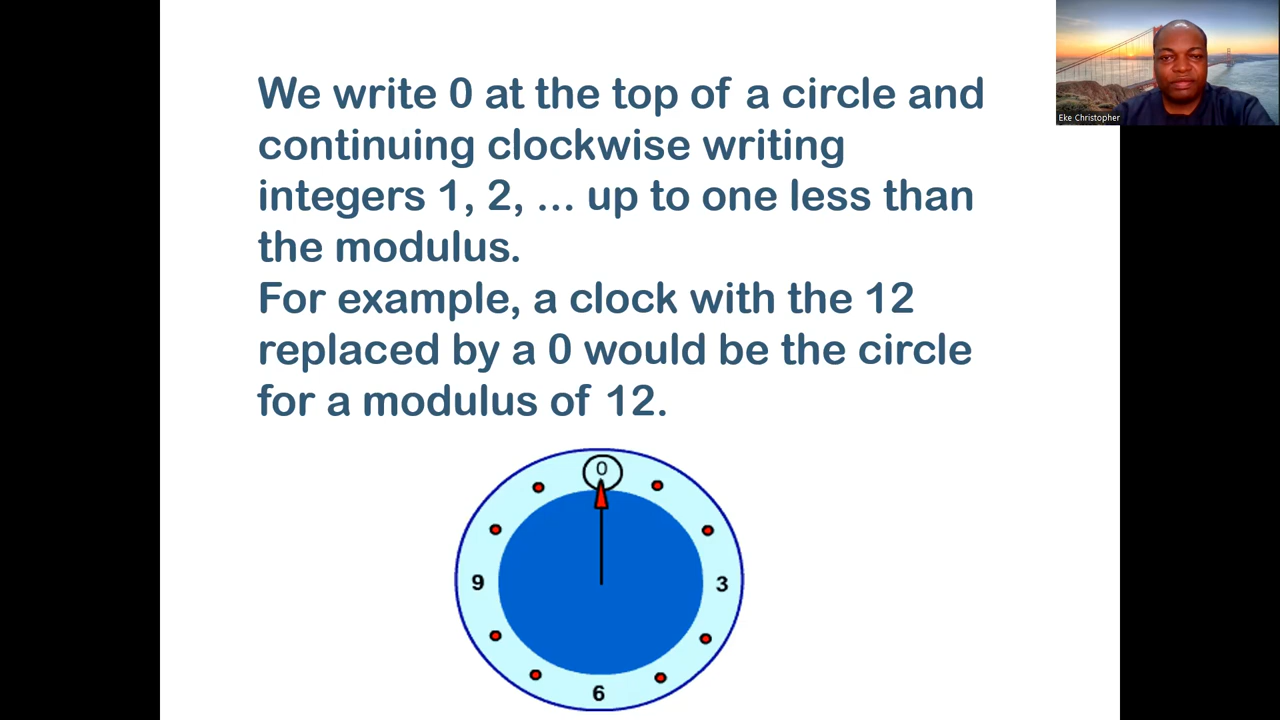 We write 0 at the top of a circle and
continuing clockwise writing
integers 1, 2, ... up to one less than
the modulus.
For example, a clock with the 12
replaced by a 0 would be the circle
for a modulus of 12.
0
9
3
6
Eke Christopher